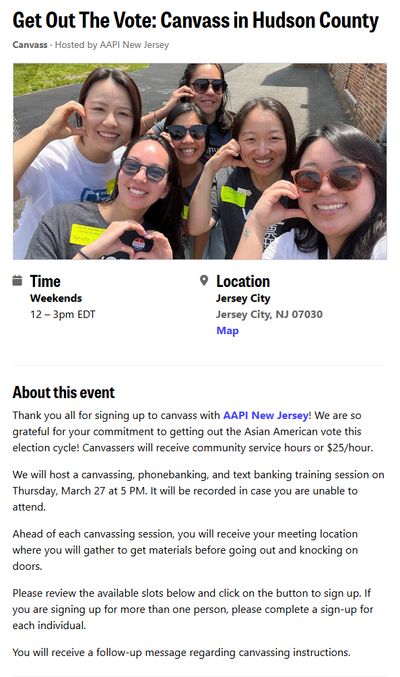 Get Out The Vote: Canvass in Hudson County
Canvass · Hosted by AAPI New Jersey
Time
Weekends
12 – 3pm EDT
Location
Jersey City
Jersey City, NJ 07030
Map
About this event
Thank you all for signing up to canvass with AAPI New Jersey! We are so
grateful for your commitment to getting out the Asian American vote this
election cycle! Canvassers will receive community service hours or $25/hour.
We will host a canvassing, phonebanking, and text banking training session on
Thursday, March 27 at 5 PM. It will be recorded in case you are unable to
attend.
Ahead of each canvassing session, you will receive your meeting location
where you will gather to get materials before going out and knocking on
doors.
Please review the available slots below and click on the button to sign up. If
you are signing up for more than one person, please complete a sign-up for
each individual.
You will receive a follow-up message regarding canvassing instructions.